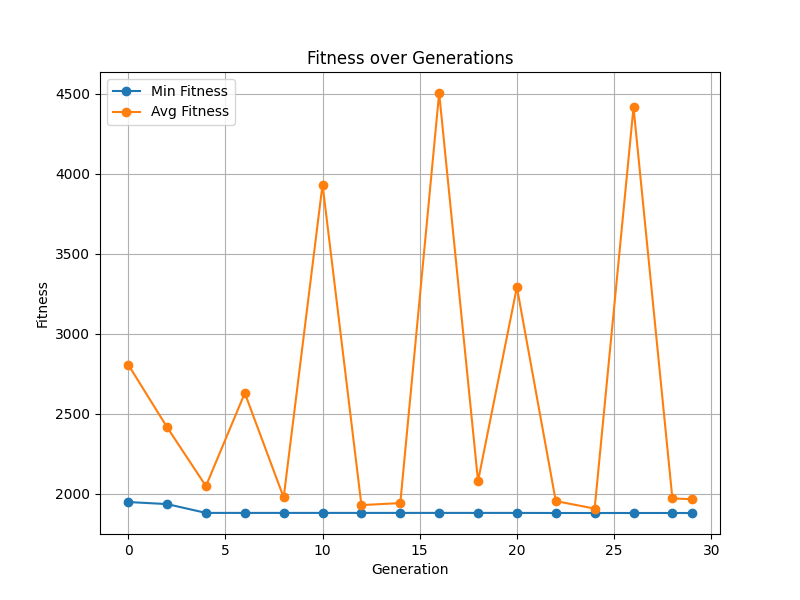 Fitness over Generations
Min Fitness
Avg Fitness
4500
4000
3500
3000
2500
2000
Fitness
0 5 10 15 20 25 30
Generation